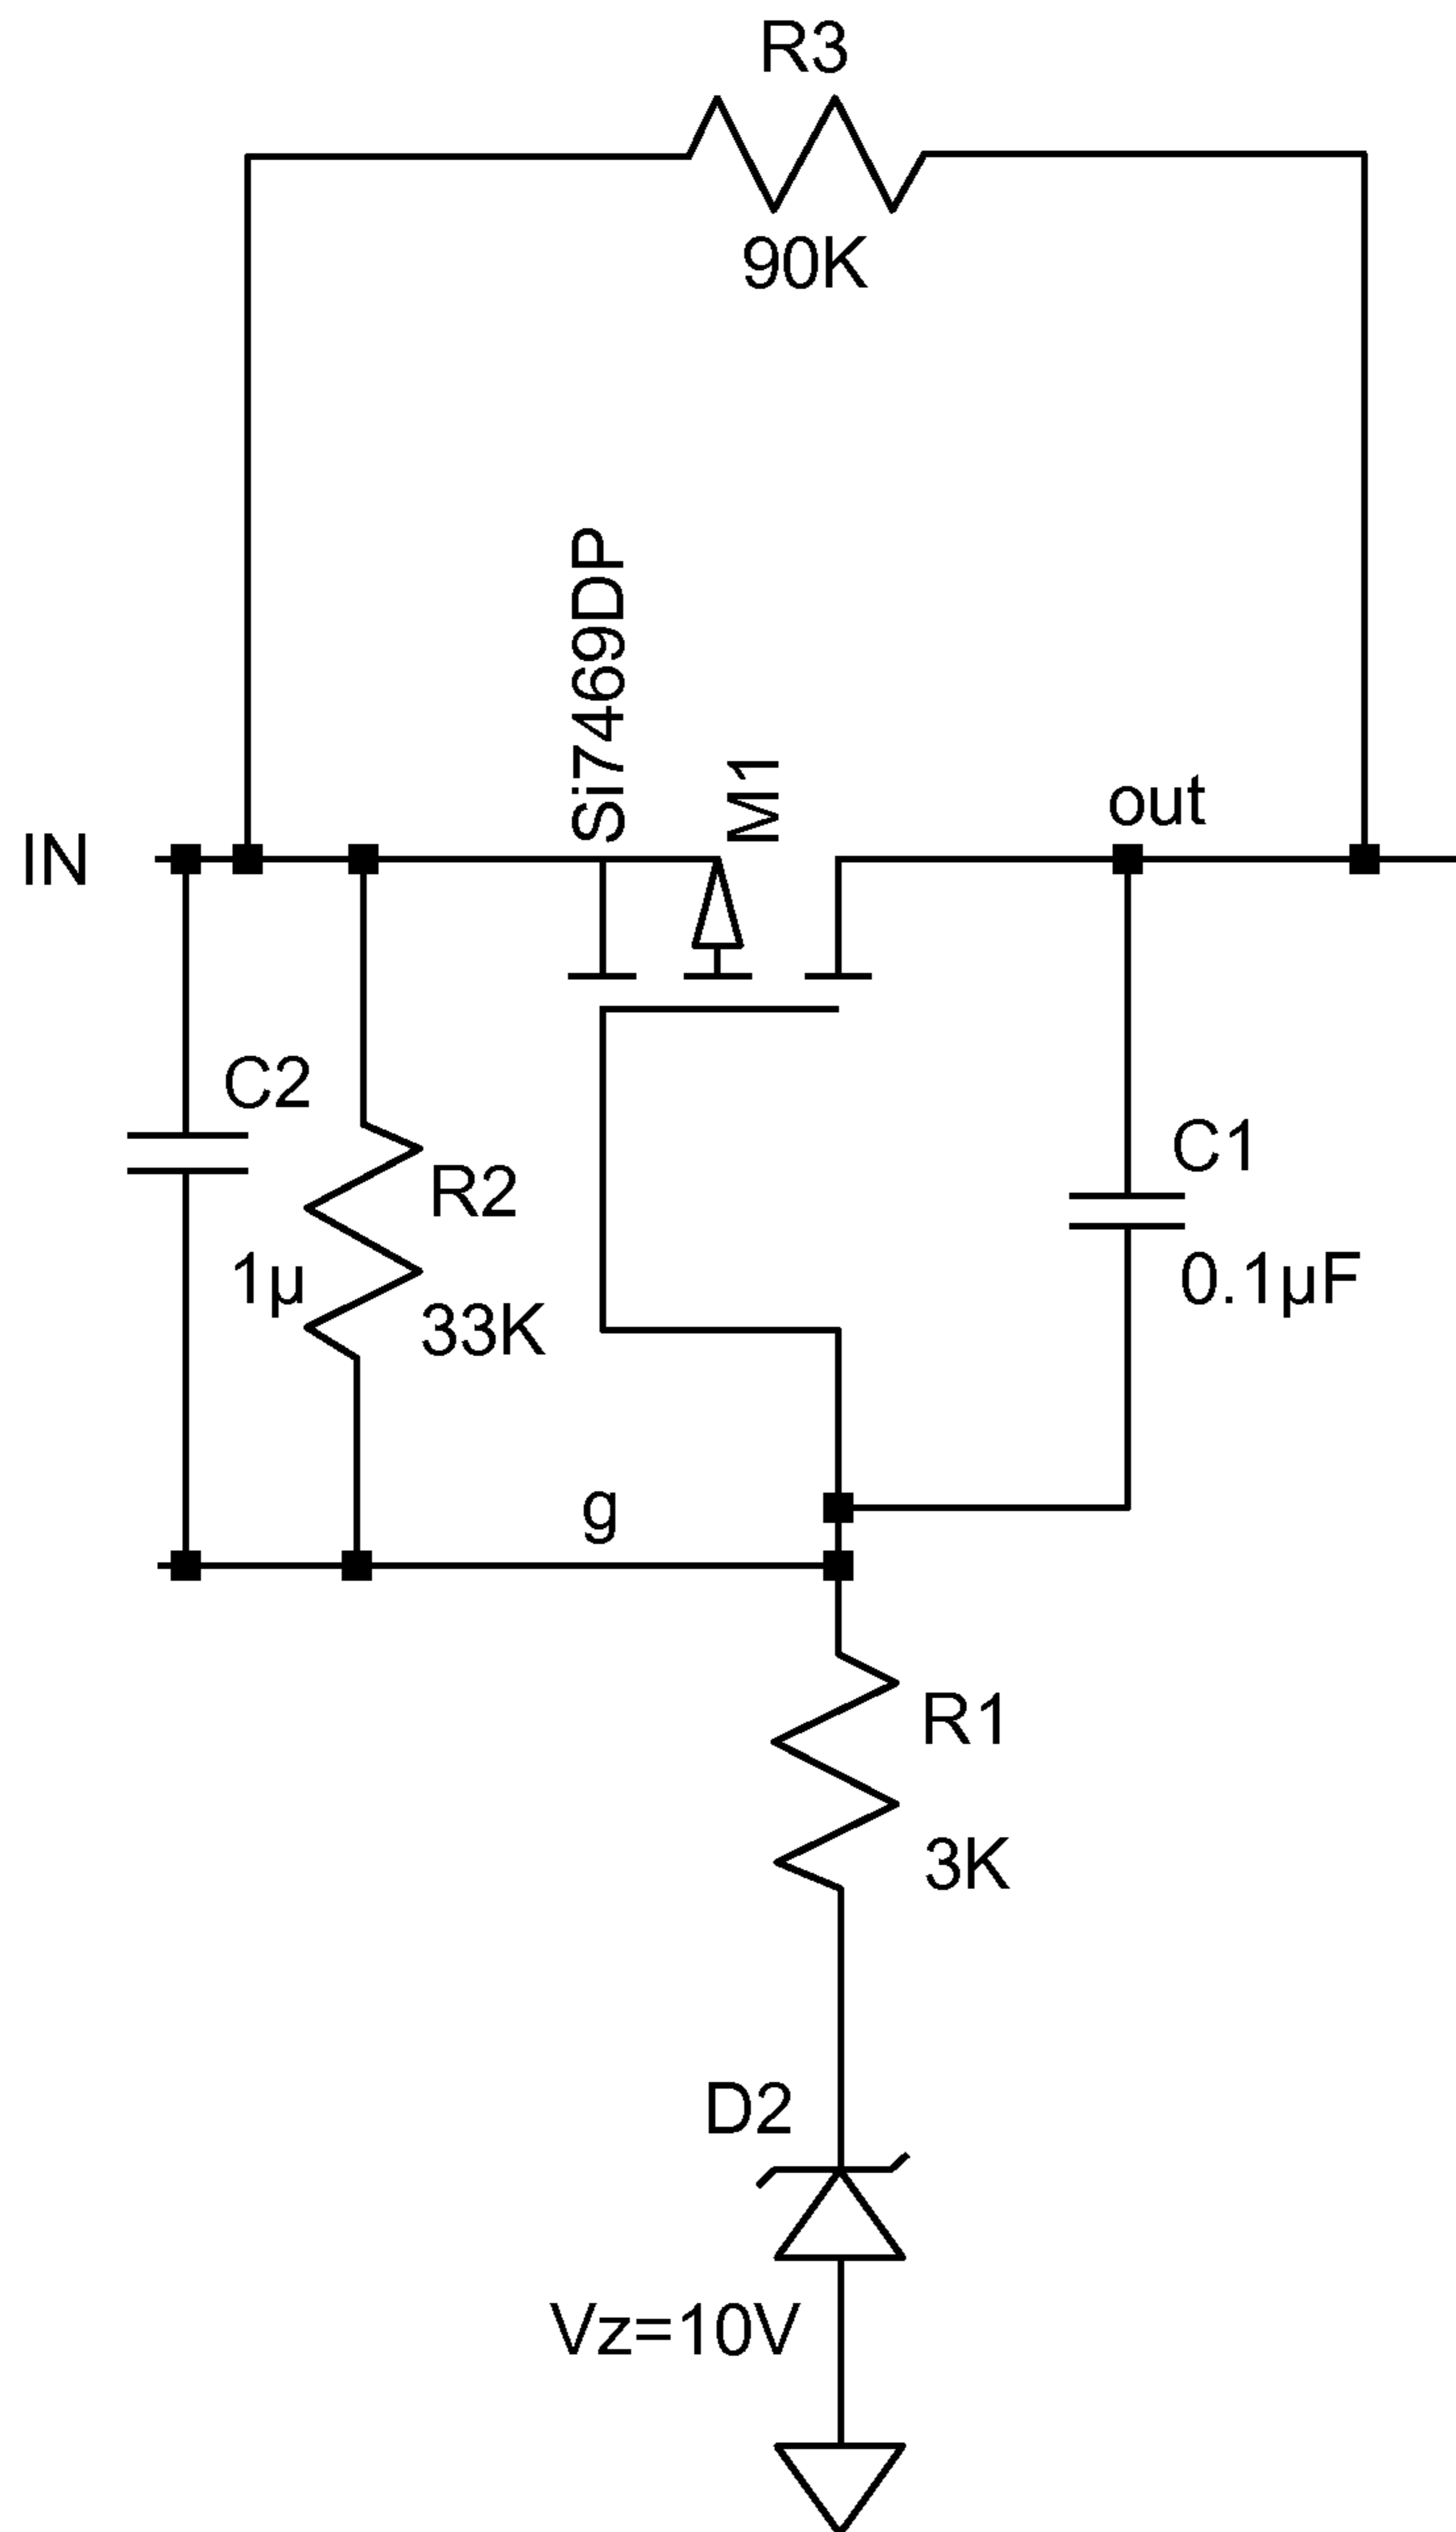 R3
90K
Si7469DP
M1
out
IN
C2
C1
R2
1µ
0.1µF
33K
g
R1
3K
D2
Vz=10V